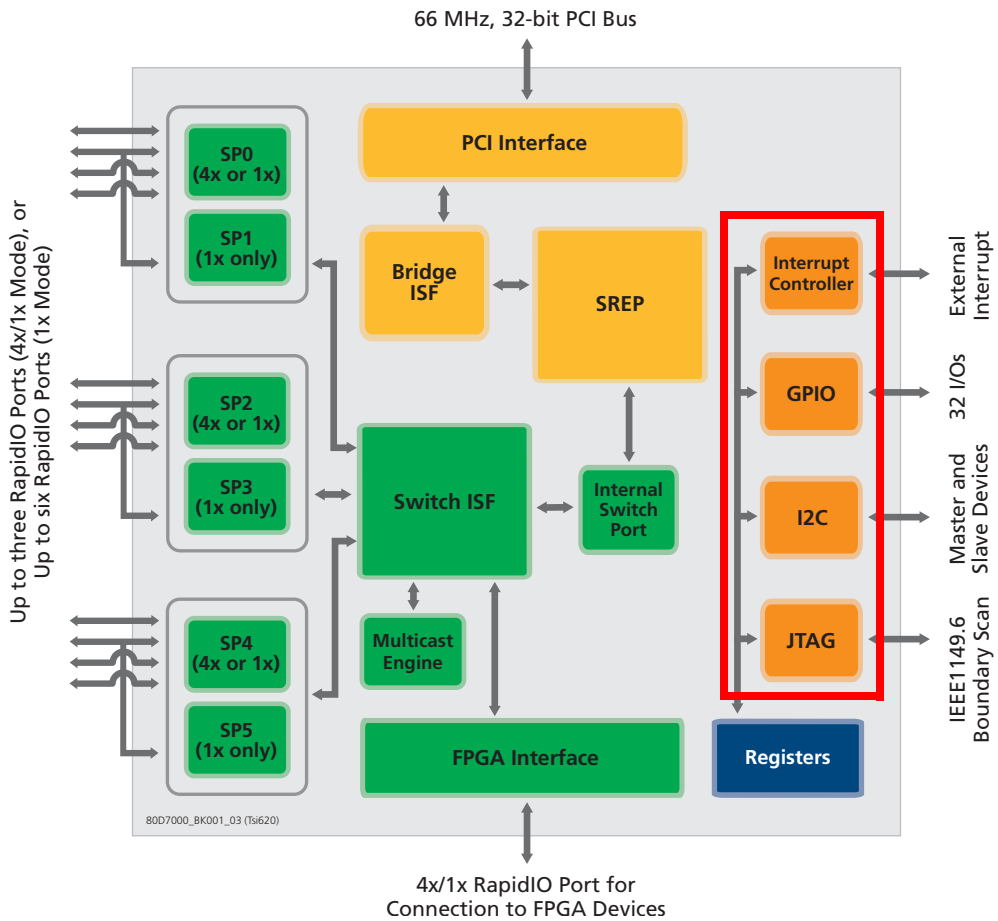 66 MHz, 32-bit PCI Bus
PCI Interface
SP0
(4x or 1x)
SP1
(1x only)
Bridge
ISF
SREP
Interrupt
Controller
External
Interrupt
Up to three RapidIO Ports (4x/1x Mode), or
Up to six RapidIO Ports (1x Mode)
SP2
(4x or 1x)
SP3
(1x only)
Switch ISF
Internal
Switch
Port
GPIO
32 I/Os
I2C
Master and
Slave Devices
SP4
(4x or 1x)
SP5
(1x only)
Multicast
Engine
JTAG
IEEE1149.6
Boundary Scan
FPGA Interface
Registers
80D7000_BK001_03 (Tsi620)
4x/1x RapidIO Port for
Connection to FPGA Devices